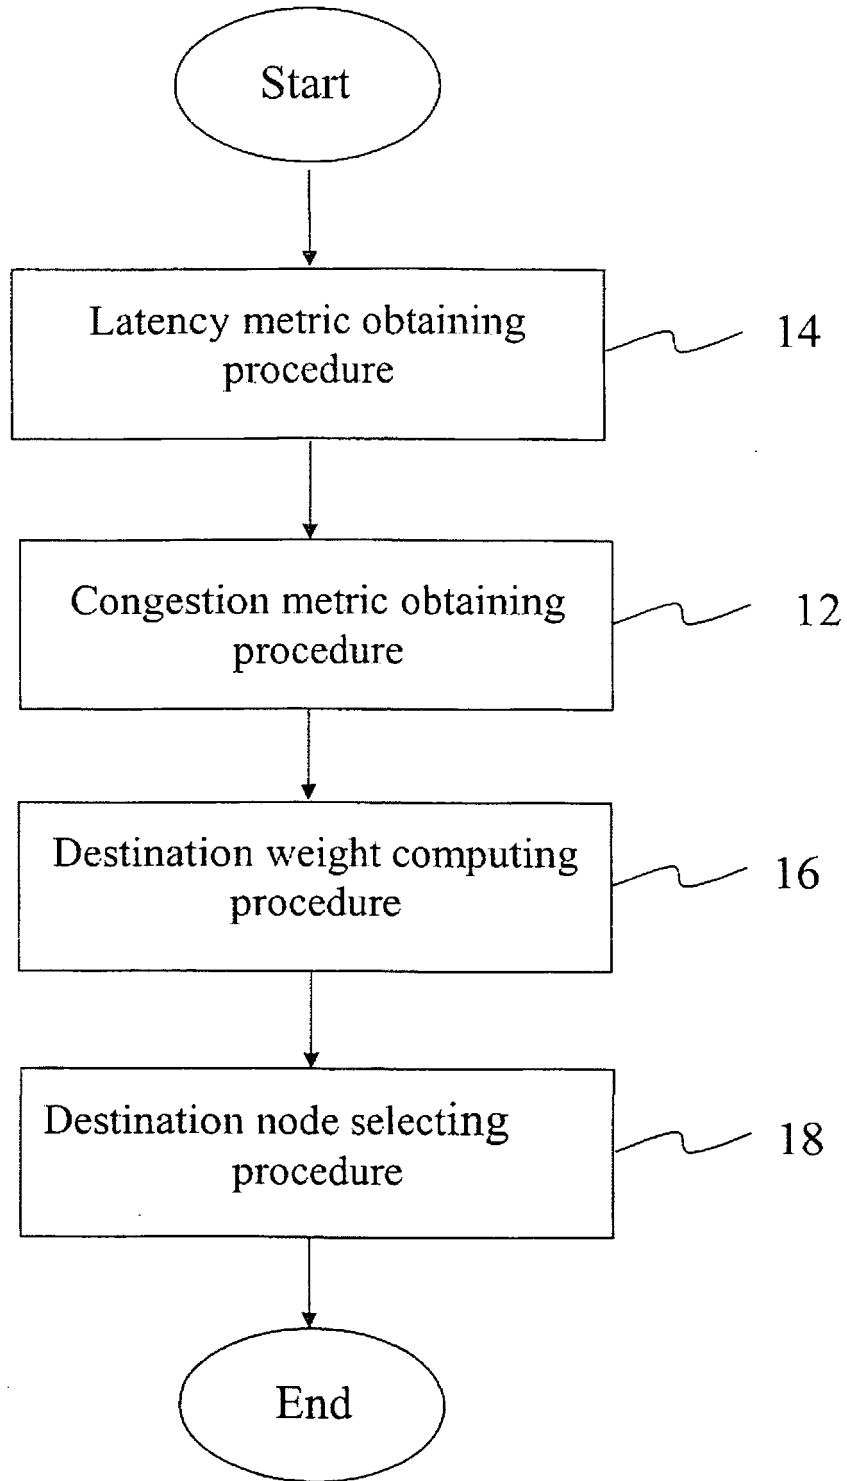 Start
Latency metric obtaining
procedure
14
Congestion metric obtaining
procedure
12
Destination weight computing
procedure
16
Destination node selecting
procedure
18
End